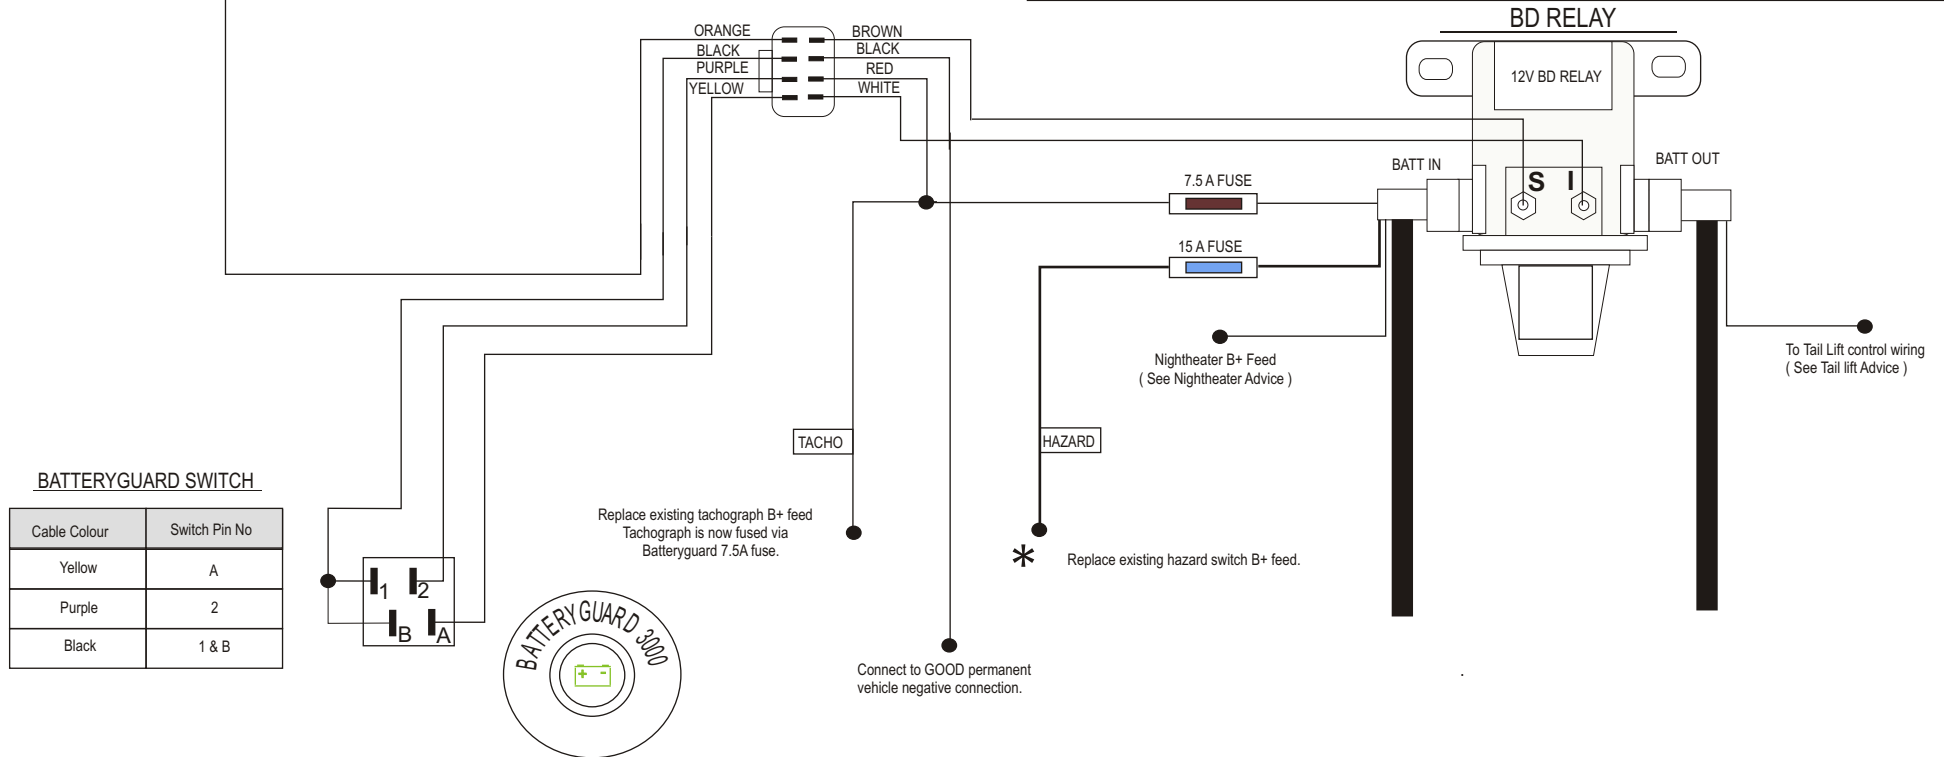 BD RELAY
ORANGE
BLACK
PURPLE
YELLOW
BROWN
BLACK
RED
WHITE
12V BD RELAY
BATT IN
BATT OUT
S I
7.5 A FUSE
15 A FUSE
Nightheater B+ Feed
( See Nightheater Advice )
To Tail Lift control wiring
( See Tail lift Advice )
TACHO
HAZARD
Replace existing tachograph B+ feed
Tachograph is now fused via
Batteryguard 7.5A fuse.
* Replace existing hazard switch B+ feed.
BATTERYGUARD SWITCH
Cable Colour Switch Pin No
Yellow A
Purple 2
Black 1 & B
1 2
B A
BATTERY GUARD 3000
+ -
Connect to GOOD permanent
vehicle negative connection.
.